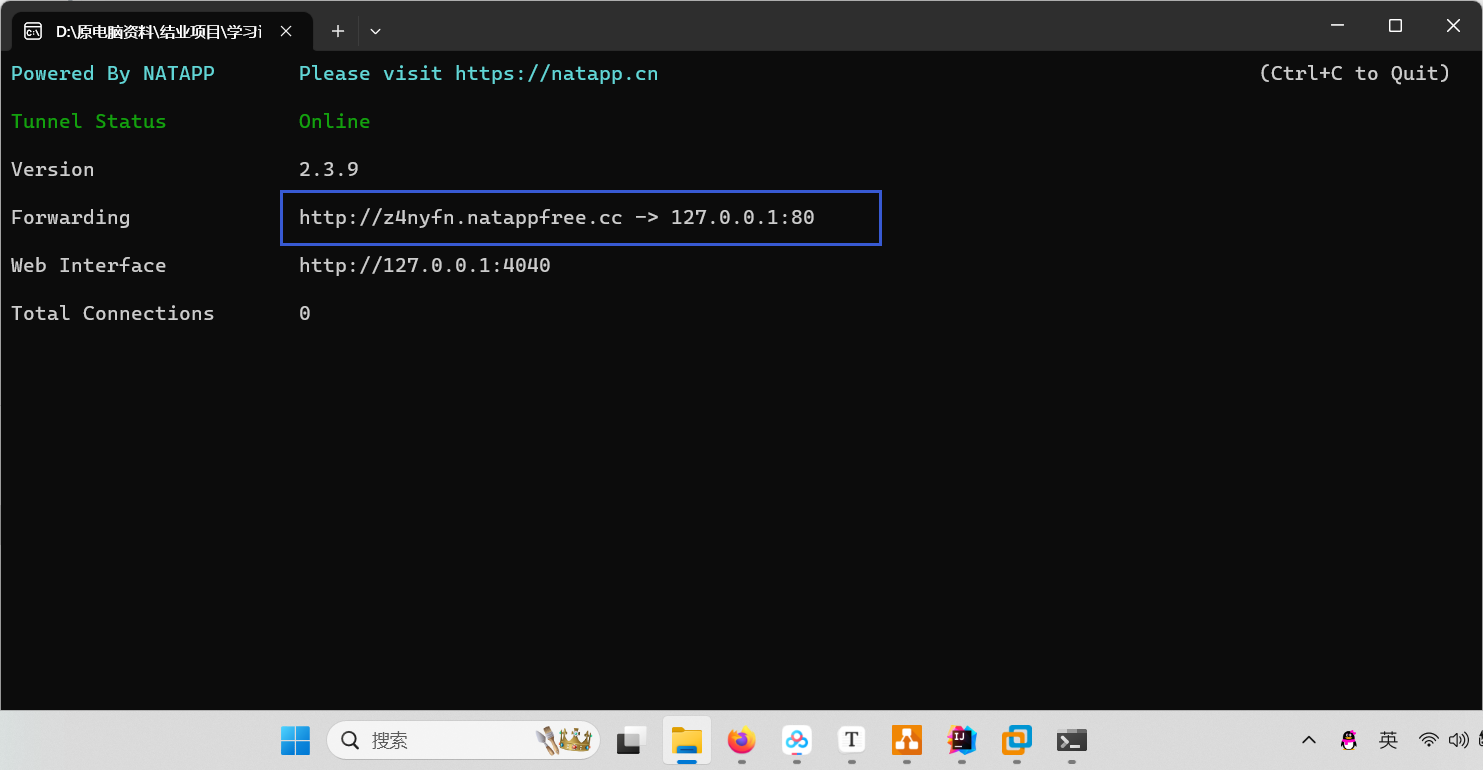 D:\原电脑资料\结业项目\学习
Powered By NATAPP Please visit https://natapp.cn (Ctrl+C to Quit)
Tunnel Status Online
Version 2.3.9
Forwarding http://z4nyfn.natappfree.cc -> 127.0.0.1:80
Web Interface http://127.0.0.1:4040
Total Connections 0
搜索 T IJ 英